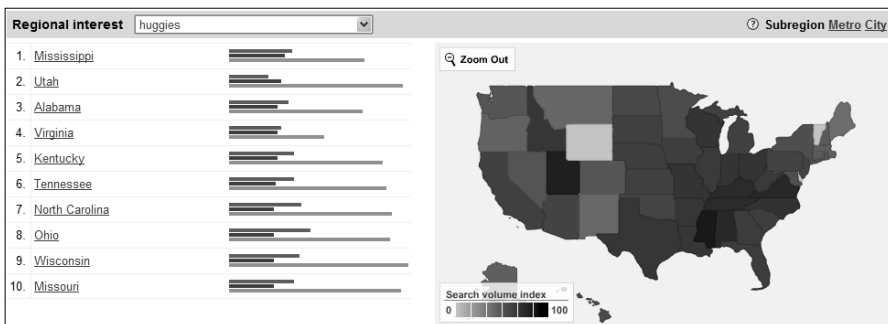 Regional interest huggies Subregion Metro City
1. Mississippi
2. Utah
3. Alabama
4. Virginia
5. Kentucky
6. Tennessee
7. North Carolina
8. Ohio
9. Wisconsin
10. Missouri
Zoom Out
Search volume index
0 100